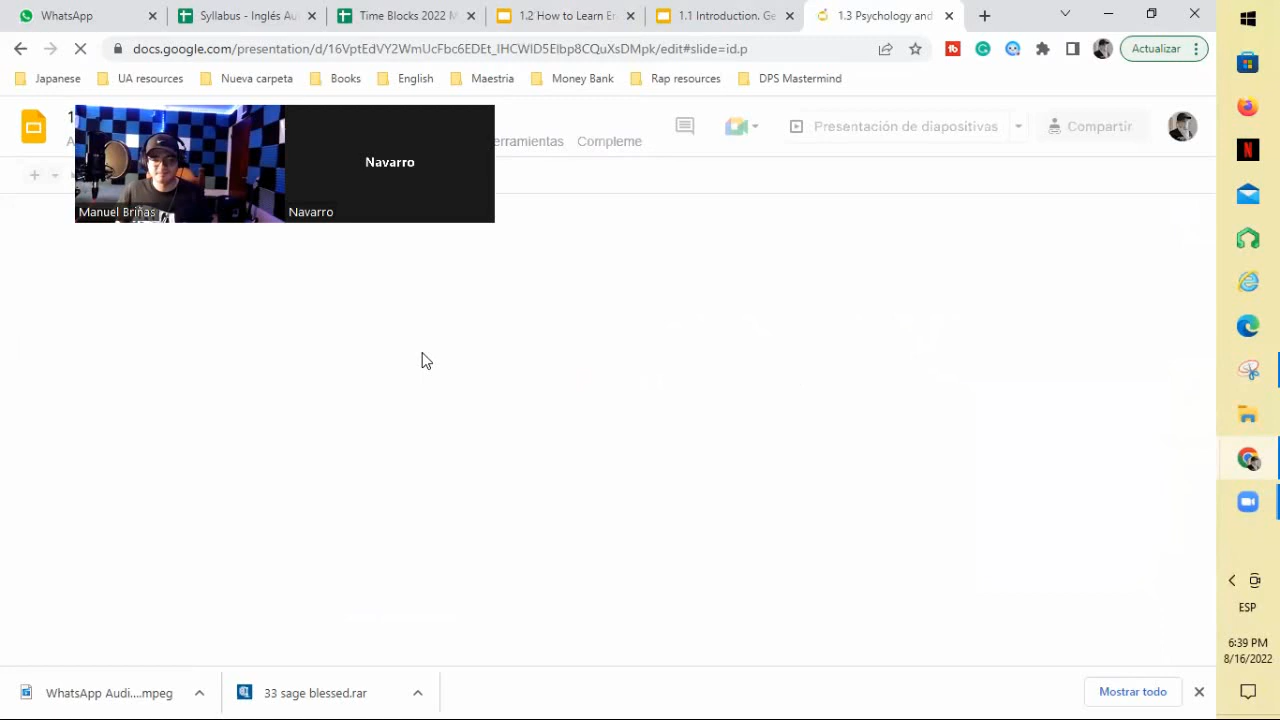 WhatsApp
Syllabus - Inglés Au
Time Blocks 2022 M
1.2 How to Learn En
1.1 Introduction. Ge
1.3 Psychology and
docs.google.com/presentation/d/16VptEdVY2WmUcFbc6EDEt_IHCWlD5Elbp8CQuXsDMpk/edit#slide=id.p
Actualizar
Japanese
UA resources
Nueva carpeta
Books
English
Maestria
Money Bank
Rap resources
DPS Mastermind
1
erramientas
Compleme
Presentación de diapositivas
Compartir
Navarro
Manuel Briñas
Navarro
ESP
6:39 PM
8/16/2022
WhatsApp Audi....mpeg
33 sage blessed.rar
Mostrar todo